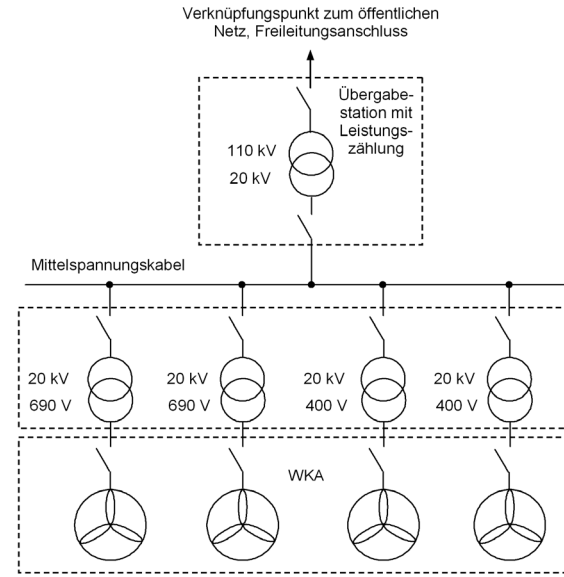 Verknüpfungspunkt zum öffentlichen
Netz, Freileitungsanschluss
Übergabe-
station mit
Leistungs-
zählung
110 kV
20 kV
Mittelspannungskabel
20 kV
690 V
20 kV
690 V
20 kV
400 V
20 kV
400 V
WKA